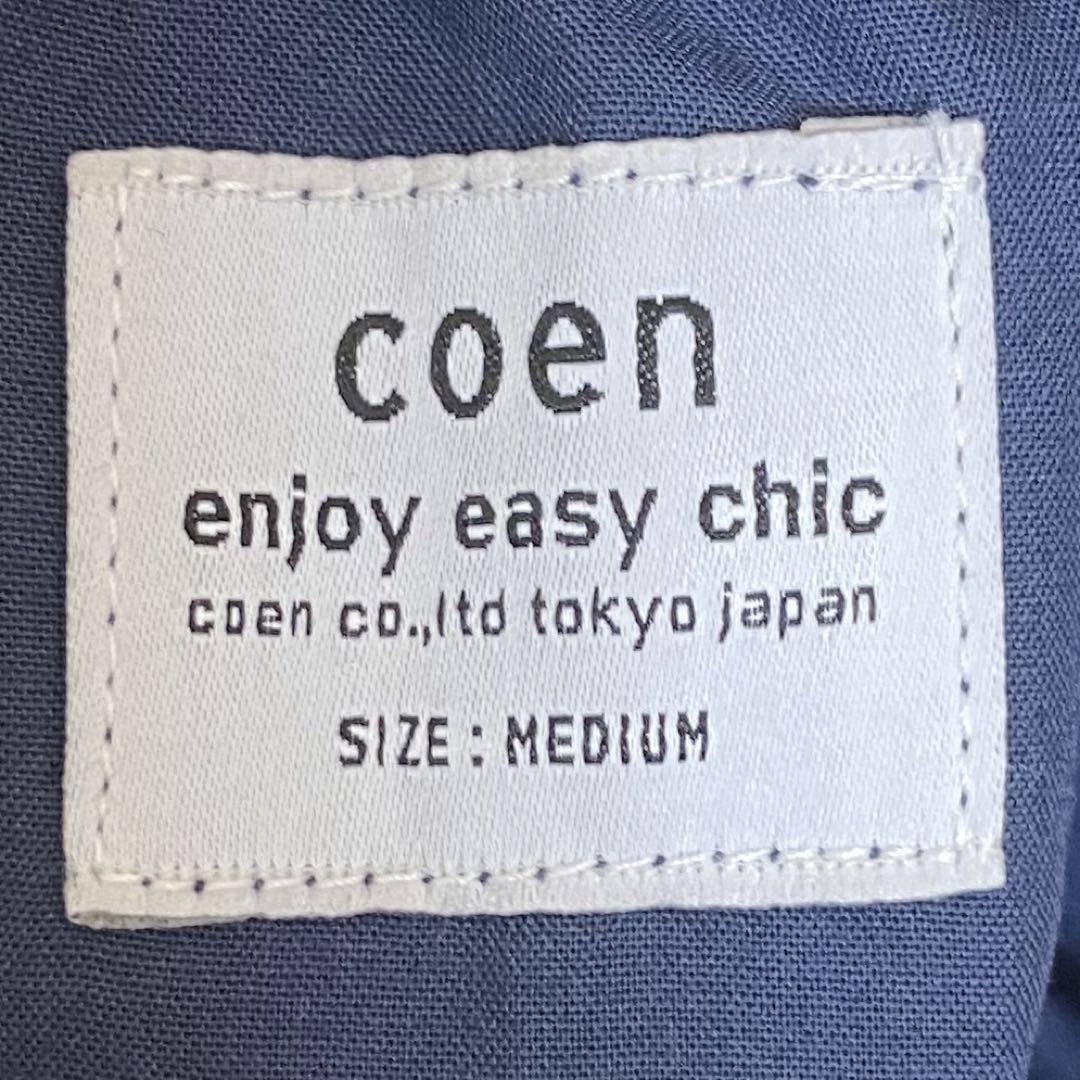 coen
enjoy easy chic
coen co.,ltd tokyo japan
SIZE : MEDIUM